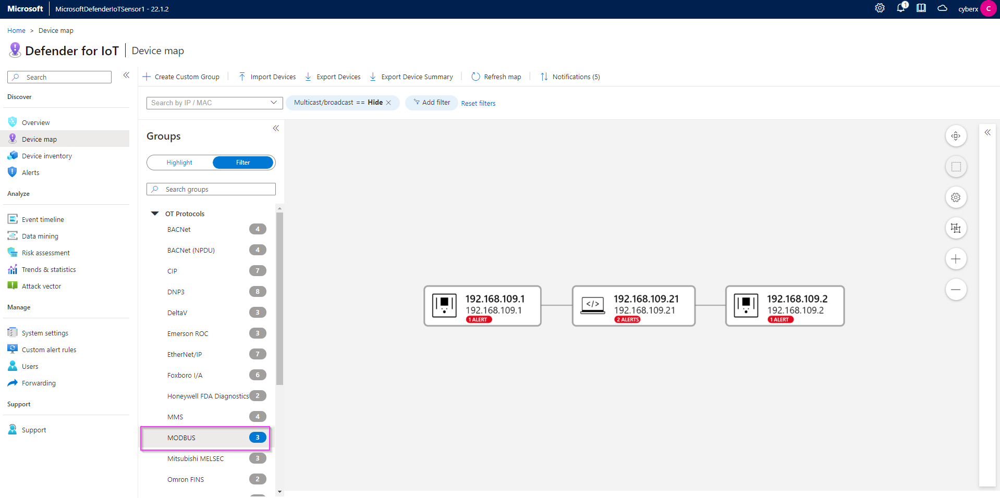 Microsoft MicrosoftDefenderIoTSensor1 - 22.1.2
1
cyberx C
Home > Device map
Defender for IoT Device map
Search
Create Custom Group
Import Devices
Export Devices
Export Device Summary
Refresh map
Notifications (5)
Search by IP / MAC
Multicast/broadcast == Hide
Add filter
Reset filters
Discover
Overview
Device map
Device inventory
Alerts
Analyze
Event timeline
Data mining
Risk assessment
Trends & statistics
Attack vector
Manage
System settings
Custom alert rules
Users
Forwarding
Support
Support
Groups
Highlight Filter
Search groups
OT Protocols
BACNet 4
BACNet (NPDU) 4
CIP 7
DNP3 8
DeltaV 3
Emerson ROC 3
EtherNet/IP 7
Foxboro I/A 6
Honeywell FDA Diagnostics 2
MMS 4
MODBUS 3
Mitsubishi MELSEC 3
Omron FINS 2
192.168.109.1
192.168.109.1
1 ALERT
</>
192.168.109.21
192.168.109.21
2 ALERTS
192.168.109.2
192.168.109.2
1 ALERT